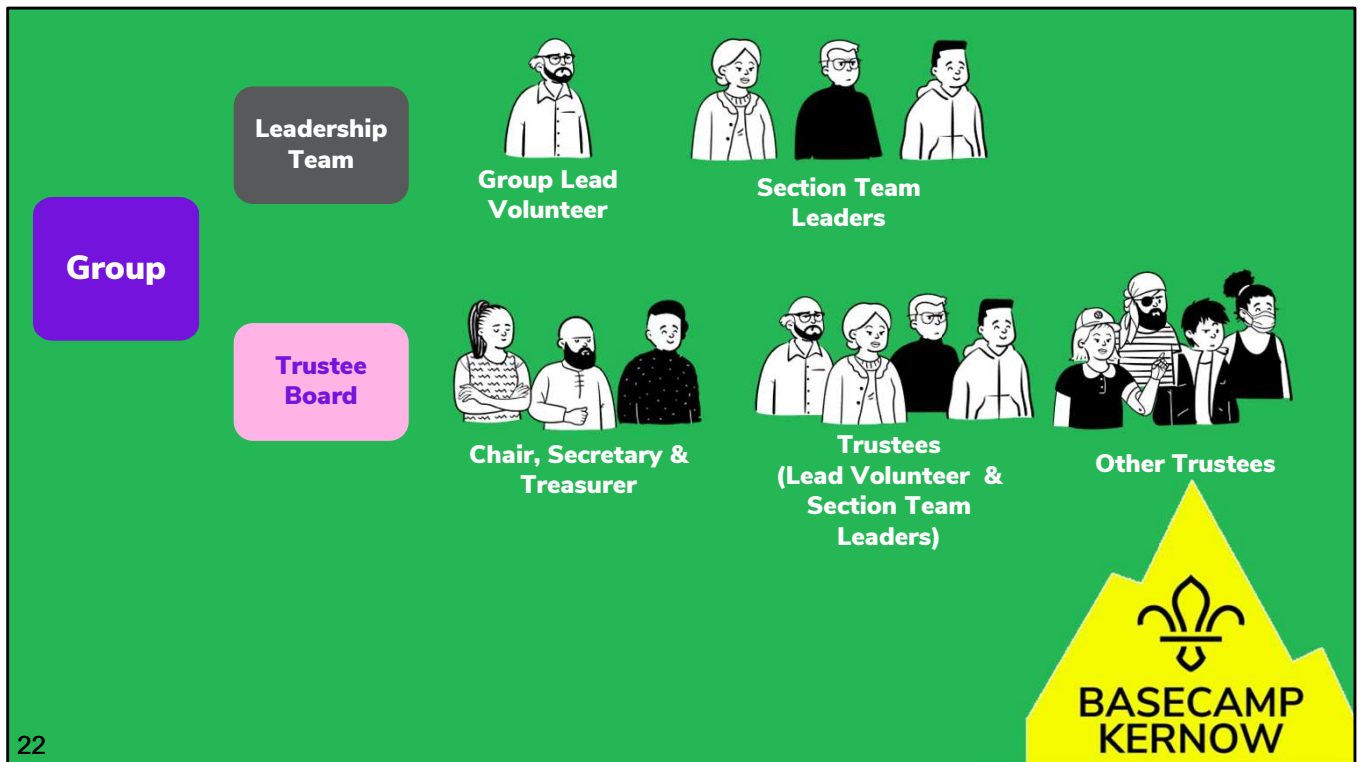 Leadership
Team
Group Lead
Volunteer
Section Team
Leaders
Group
Trustee
Board
Chair, Secretary &
Treasurer
Trustees
(Lead Volunteer &
Section Team
Leaders)
Other Trustees
BASECAMP
KERNOW
22